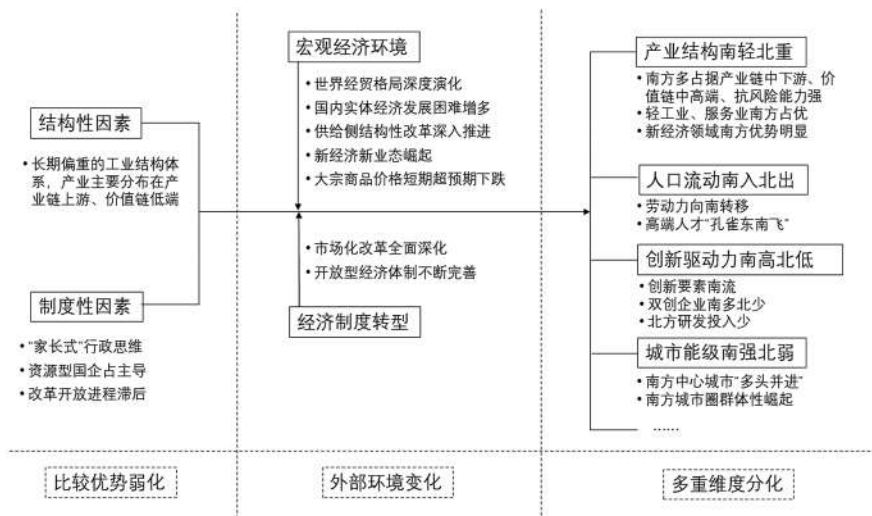 结构性因素
• 长期偏重的工业结构体
系，产业主要分布在产
业链上游、价值链低端
制度性因素
• “家长式”行政思维
• 资源型国企占主导
• 改革开放进程滞后
比较优势弱化
宏观经济环境
• 世界经贸格局深度演化
• 国内实体经济发展困难增多
• 供给侧结构性改革深入推进
• 新经济新业态崛起
• 大宗商品价格短期超预期下跌
• 市场化改革全面深化
• 开放型经济体制不断完善
经济制度转型
外部环境变化
产业结构南轻北重
• 南方多占据产业链中下游、价
值链中高端、抗风险能力强
• 轻工业、服务业南方占优
• 新经济领域南方优势明显
人口流动南入北出
• 劳动力向南转移
• 高端人才“孔雀东南飞”
创新驱动力南高北低
• 创新要素南流
• 双创企业南多北少
• 北方研发投入少
城市能级南强北弱
• 南方中心城市“多头并进”
• 南方城市圈群体性崛起
• ……
多重维度分化